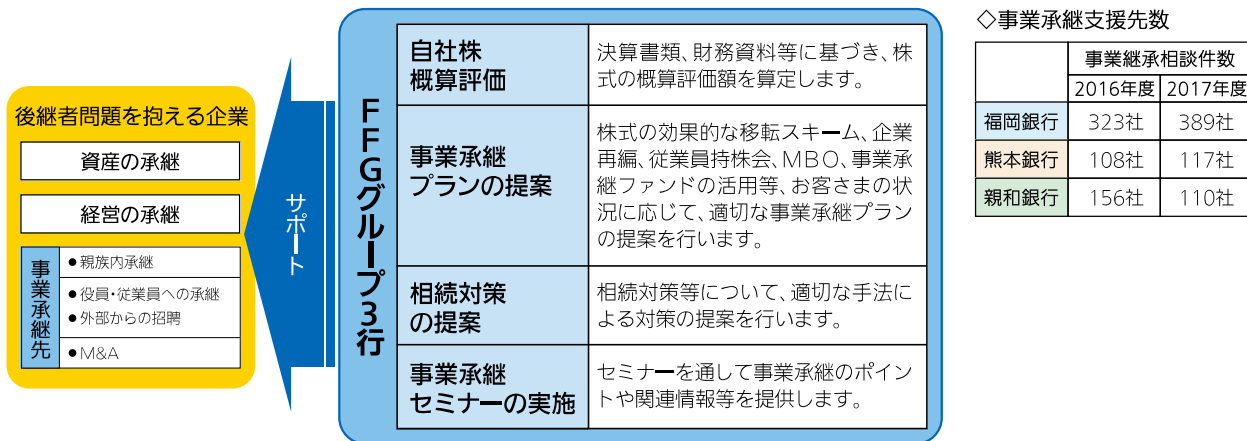 後継者問題を抱える企業
資産の承継
経営の承継
事業承継先
●親族内承継
●役員・従業員への承継
●外部からの招聘
●M&A
サポート
FFGグループ3行
自社株
概算評価
決算書類、財務資料等に基づき、株
式の概算評価額を算定します。
事業承継
プランの提案
株式の効果的な移転スキーム、企業
再編、従業員持株会、MBO、事業承
継ファンドの活用等、お客さまの状
況に応じて、適切な事業承継プラン
の提案を行います。
相続対策
の提案
相続対策等について、適切な手法に
よる対策の提案を行います。
事業承継
セミナーの実施
セミナーを通して事業承継のポイン
トや関連情報等を提供します。
◇事業承継支援先数
事業継承相談件数
2016年度 2017年度
福岡銀行 323社 389社
熊本銀行 108社 117社
親和銀行 156社 110社